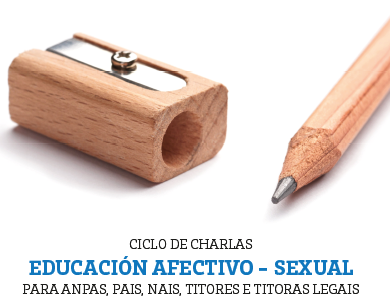 CICLO DE CHARLAS
EDUCACIÓN AFECTIVO - SEXUAL
PARA ANPAS, PAIS, NAIS, TITORES E TITORAS LEGAIS